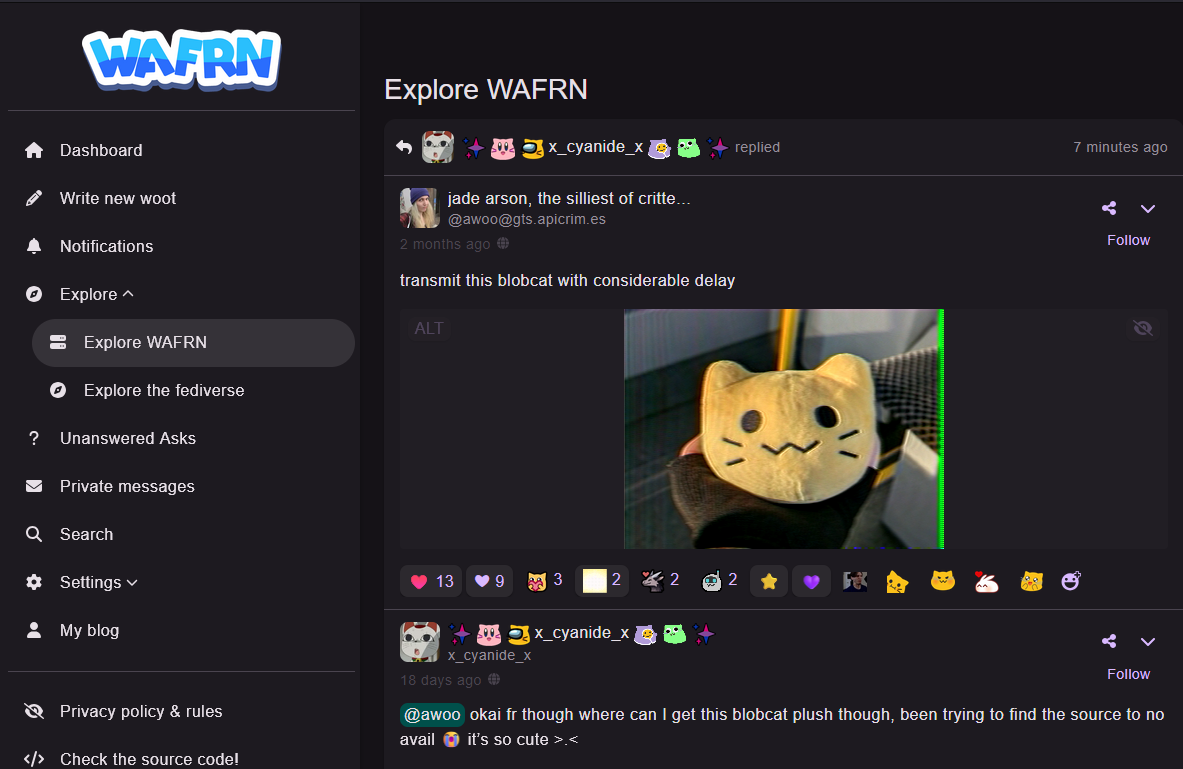 WAFRN
Dashboard
Write new woot
Notifications
Explore
Explore WAFRN
Explore the fediverse
Unanswered Asks
Private messages
Search
Settings
My blog
Privacy policy & rules
Check the source code!
Explore WAFRN
x_cyanide_x replied 7 minutes ago
jade arson, the silliest of critte...
@awoo@gts.apicrim.es
2 months ago
Follow
transmit this blobcat with considerable delay
ALT
13 9 3 2 2 2
x_cyanide_x
x_cyanide_x
18 days ago
Follow
@awoo okai fr though where can I get this blobcat plush though, been trying to find the source to no
avail 😭 it's so cute >.<